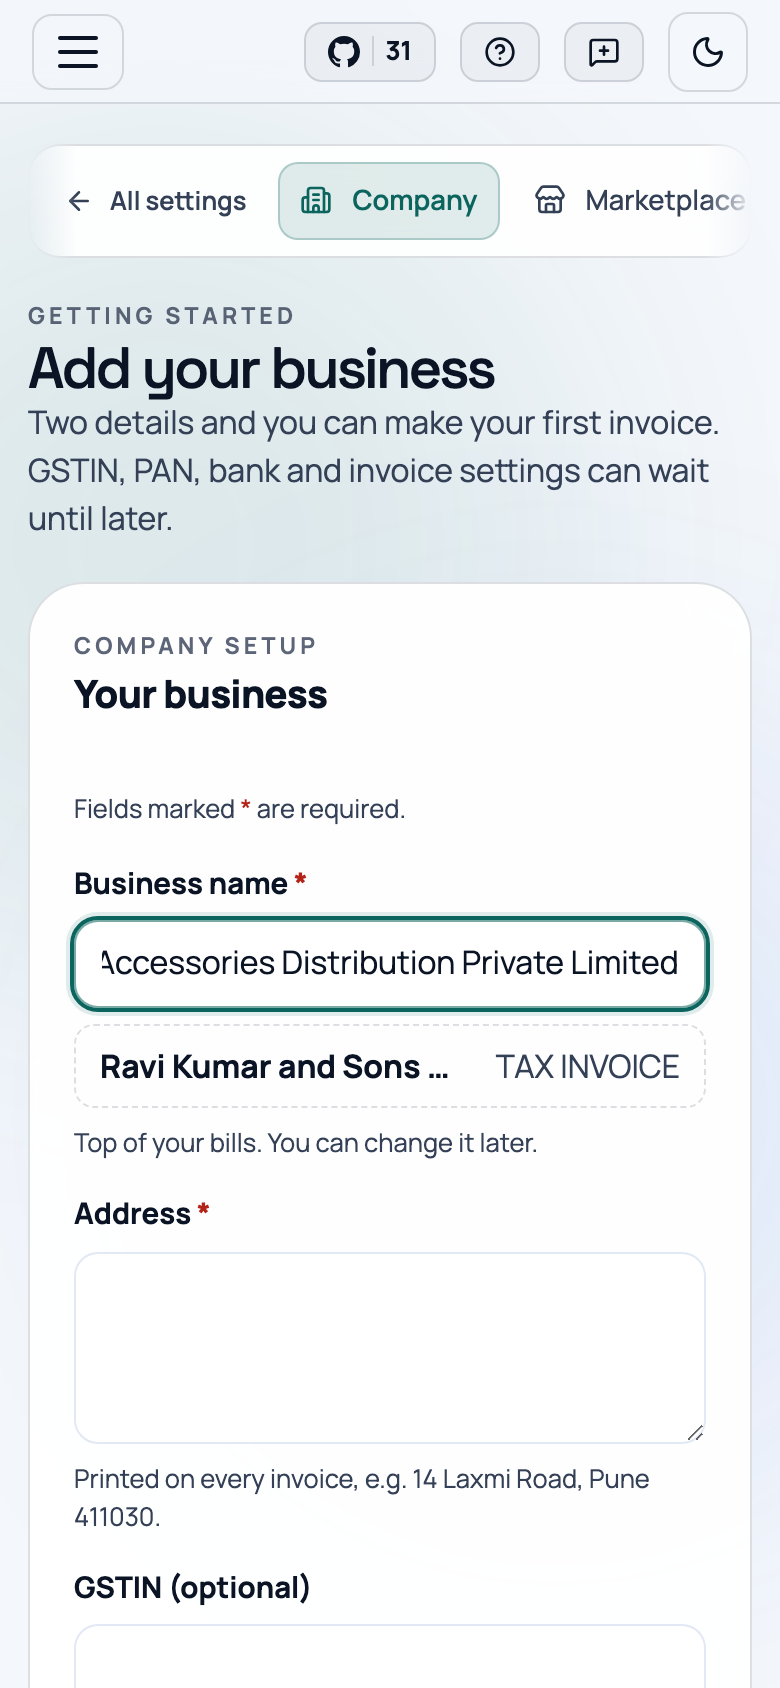 31
All settings
Company
Marketplace
GETTING STARTED
Add your business
Two details and you can make your first invoice.
GSTIN, PAN, bank and invoice settings can wait
until later.
COMPANY SETUP
Your business
Fields marked * are required.
Business name *
Accessories Distribution Private Limited
Ravi Kumar and Sons ... TAX INVOICE
Top of your bills. You can change it later.
Address *
Printed on every invoice, e.g. 14 Laxmi Road, Pune
411030.
GSTIN (optional)